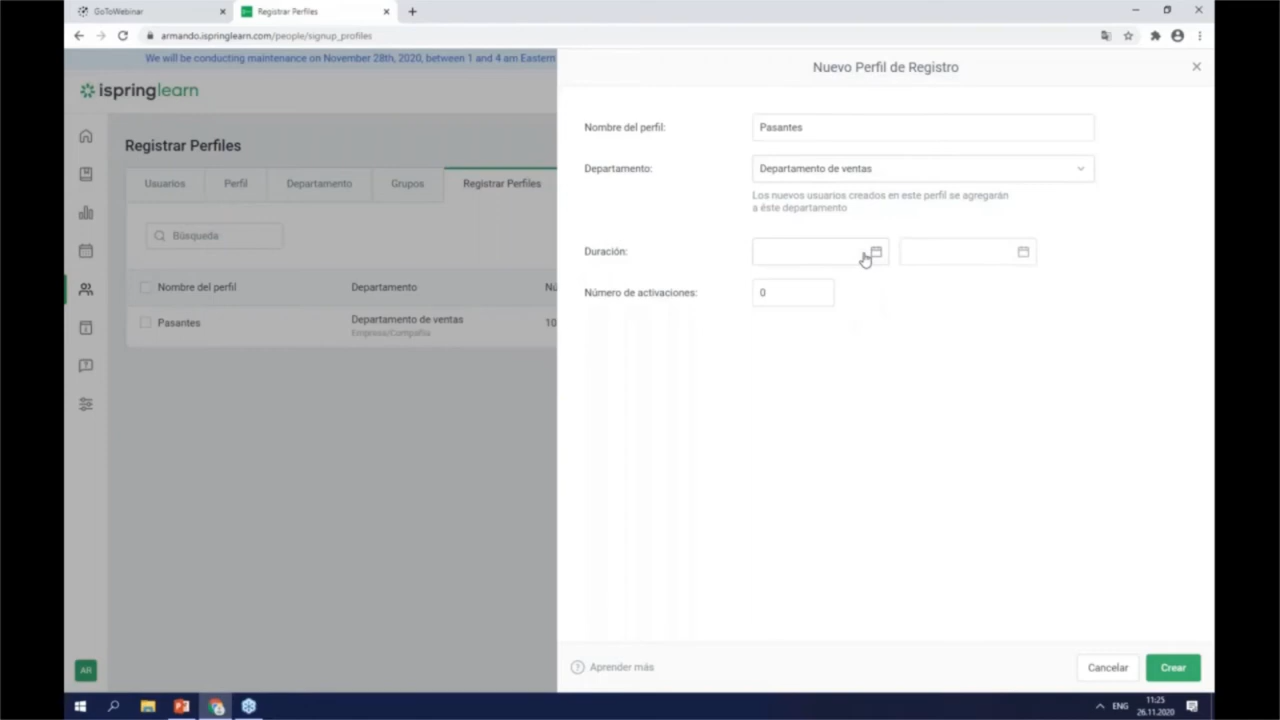 GoToWebinar
Registrar Perfiles
armando.ispringlearn.com/people/signup_profiles
We will be conducting maintenance on November 28th, 2020, between 1 and 4 am Eastern
ispringlearn
Registrar Perfiles
Usuarios
Perfil
Departamento
Grupos
Registrar Perfiles
Búsqueda
Nombre del perfil
Departamento
Nú
Pasantes
Departamento de ventas
10
Empresa/Compañía
AR
Nuevo Perfil de Registro
Nombre del perfil:
Pasantes
Departamento:
Departamento de ventas
Los nuevos usuarios creados en este perfil se agregarán
a éste departamento
Duración:
Número de activaciones:
0
Aprender más
Cancelar
Crear
ENG
11:25
26.11.2020